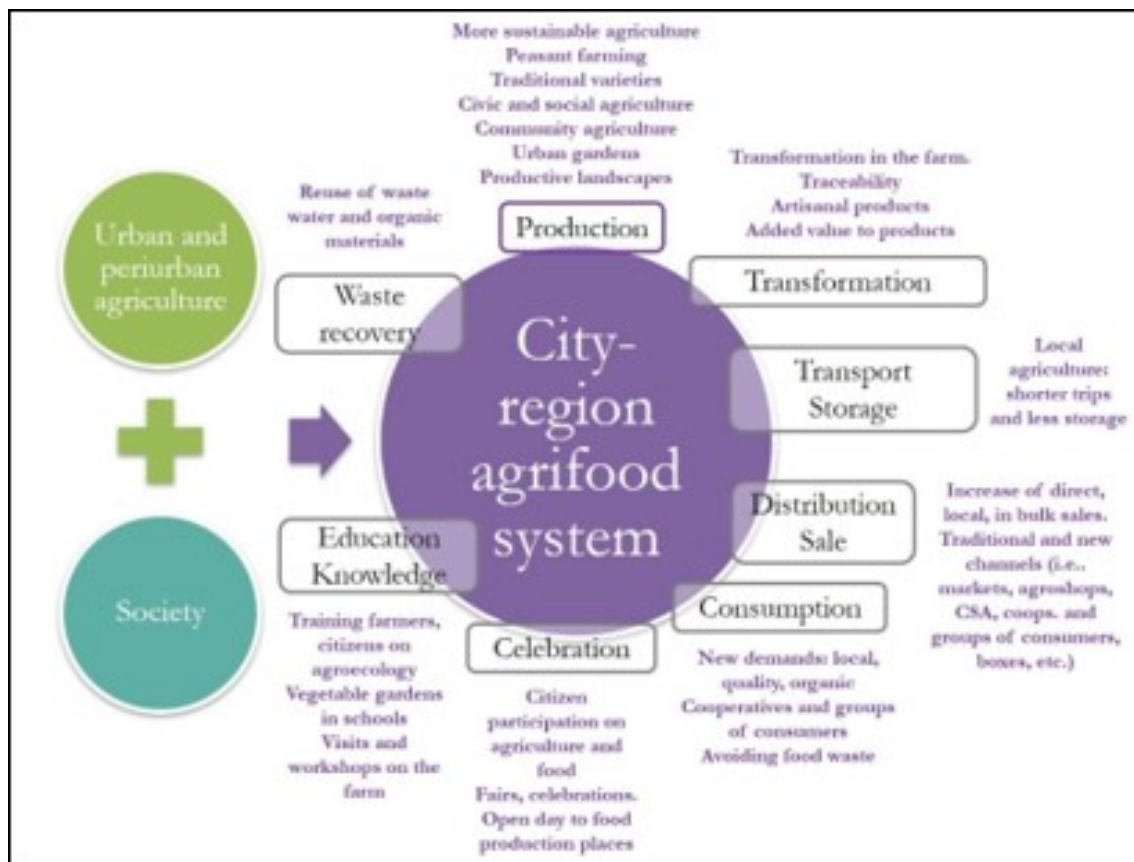 More sustainable agriculture
Peasant farming
Traditional varieties
Civic and social agriculture
Community agriculture
Urban gardens
Productive landscapes
Production
Transformation in the farm.
Traceability
Artisanal products
Added value to products
Transformation
Local
agriculture:
shorter trips
and less storage
Transport
Storage
Increase of direct,
local, in bulk sales.
Traditional and new
channels (i.e..
markets, agroshops,
CSA, coops. and
groups of consumers,
boxes, etc.)
Distribution
Sale
Consumption
New demands: local,
quality, organic
Cooperatives and groups
of consumers
Avoiding food waste
Celebration
Citizen
participation on
agriculture and
food
Fairs, celebrations.
Open day to food
production places
Education
Knowledge
Training farmers,
citizens on
agroecology
Vegetable gardens
in schools
Visits and
workshops on the
farm
Reuse of waste
water and organic
materials
Waste
recovery
Urban and
periurban
agriculture
Society
City-
region
agrifood
system